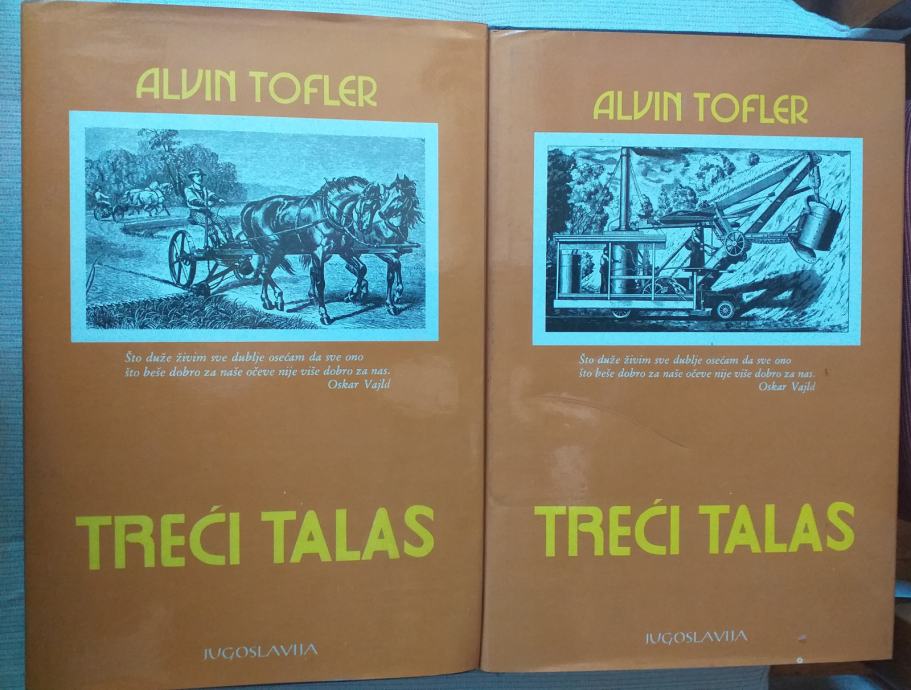 ALVIN TOFLER
Što duže živim sve dublje osećam da sve ono
što beše dobro za naše očeve nije više dobro za nas.
Oskar Vajld
TREĆI TALAS
JUGOSLAVIJA
ALVIN TOFLER
Što duže živim sve dublje osećam da sve ono
što beše dobro za naše očeve nije više dobro za nas.
Oskar Vajld
TREĆI TALAS
JUGOSLAVIJA